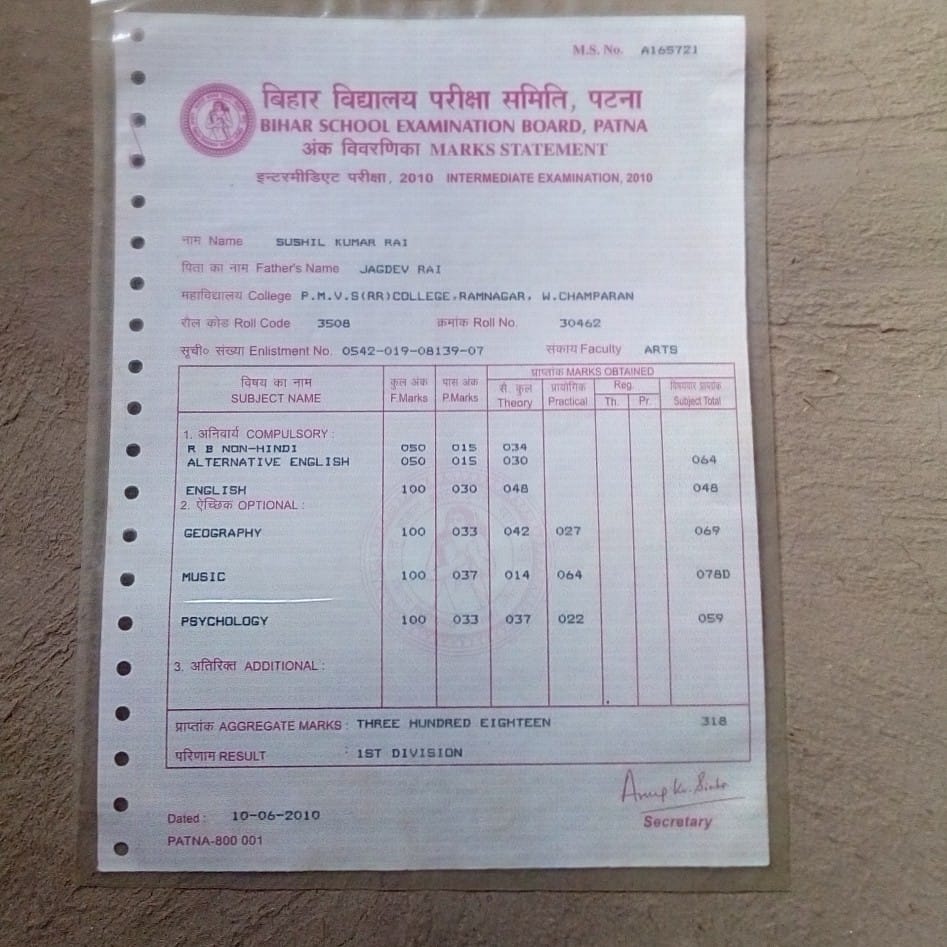 M.S. No. A165721
बिहार विद्यालय परीक्षा समिति, पटना
BIHAR SCHOOL EXAMINATION BOARD, PATNA
अंक विवरणिका MARKS STATEMENT
इन्टरमीडिएट परीक्षा, 2010 INTERMEDIATE EXAMINATION, 2010
नाम Name SUSHIL KUMAR RAI
पिता का नाम Father's Name JAGDEV RAI
महाविद्यालय College P.M.V.S(RR)COLLEGE,RAMNAGAR, W.CHAMPARAN
रौल कोड Roll Code 3508 क्रमांक Roll No. 30462
सूची० संख्या Enlistment No. 0542-019-08139-07 संकाय Faculty ARTS
विषय का नाम कुल अंक पास अंक प्राप्तांक MARKS OBTAINED
SUBJECT NAME F.Marks P.Marks सै. कुल Theory प्रायोगिक Practical Reg. Th. Pr. विषयवार प्राप्तांक Subject Total
1. अनिवार्य COMPULSORY :
R B NON-HINDI 050 015 034
ALTERNATIVE ENGLISH 050 015 030 064
ENGLISH 100 030 048 048
2. ऐच्छिक OPTIONAL :
GEOGRAPHY 100 033 042 027 069
MUSIC 100 037 014 064 078D
PSYCHOLOGY 100 033 037 022 059
3. अतिरिक्त ADDITIONAL :
प्राप्तांक AGGREGATE MARKS : THREE HUNDRED EIGHTEEN 318
परिणाम RESULT : 1ST DIVISION
Anup Kr. Sinha
Dated : 10-06-2010 Secretary
PATNA-800 001